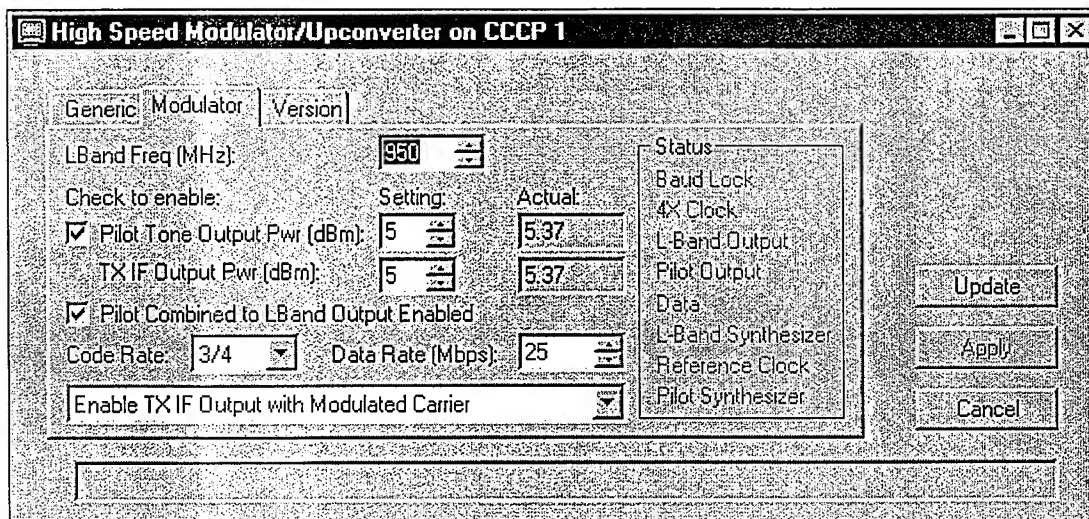 High Speed Modulator/Upconverter on CCCP 1
Generic Modulator Version
LBand Freq (MHz): 950
Check to enable: Setting: Actual:
Pilot Tone Output Pwr (dBm): 5 5.37
TX IF Output Pwr (dBm): 5 5.37
Pilot Combined to LBand Output Enabled
Code Rate: 3/4 Data Rate (Mbps): 25
Enable TX IF Output with Modulated Carrier
Status
Baud Lock
4X Clock
L-Band Output
Pilot Output
Data
L-Band Synthesizer
Reference Clock
Pilot Synthesizer
Update
Apply
Cancel